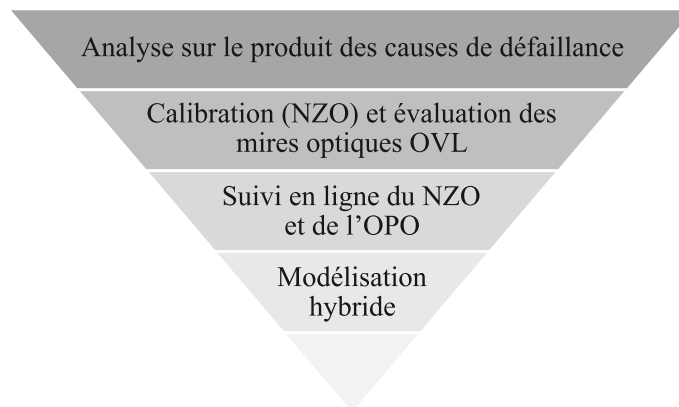 Analyse sur le produit des causes de défaillance
Calibration (NZO) et évaluation des
mires optiques OVL
Suivi en ligne du NZO
et de l’OPO
Modélisation
hybride